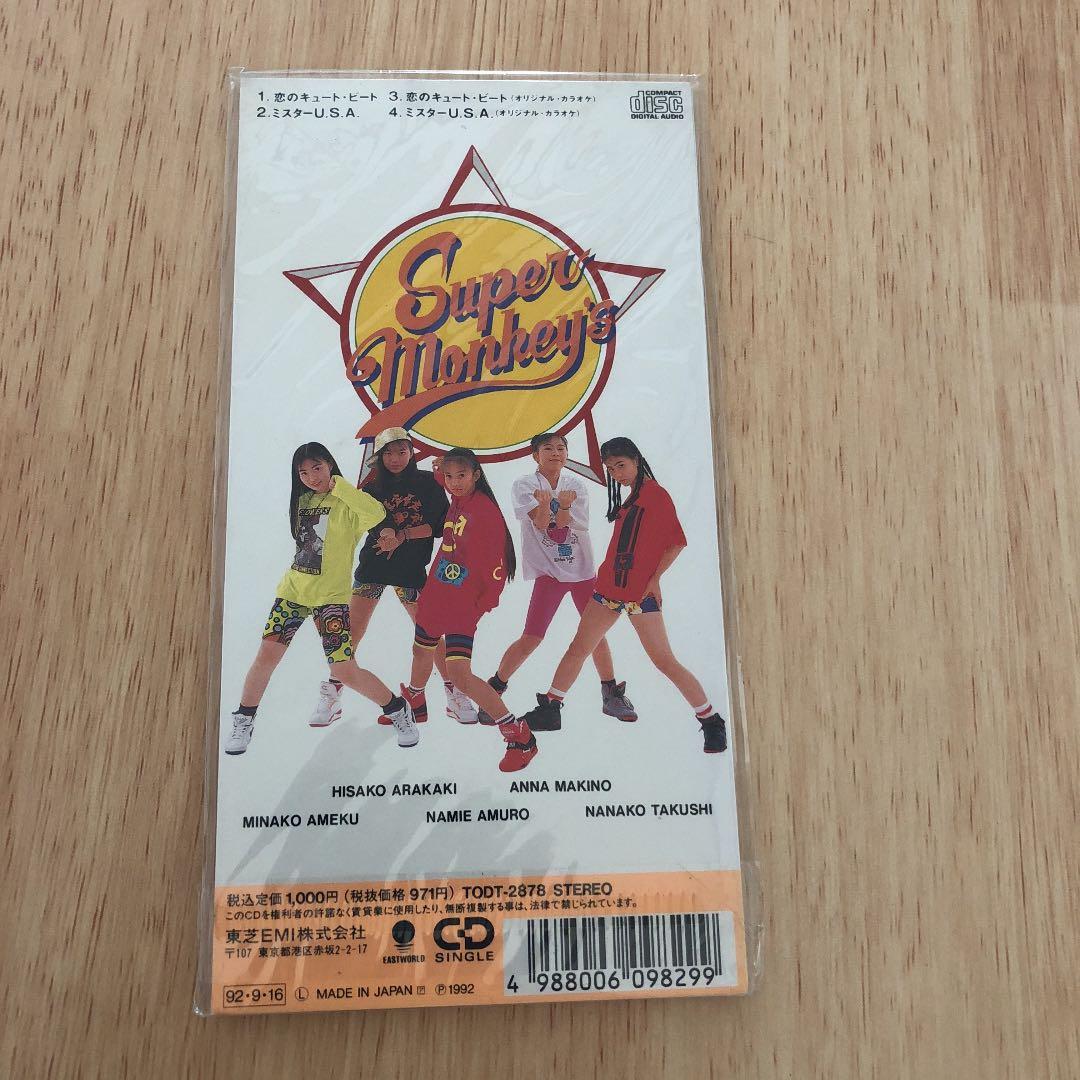 1. 恋のキュート・ビート 3. 恋のキュート・ビート(オリジナル・カラオケ)
2. ミスターU.S.A. 4. ミスターU.S.A.(オリジナル・カラオケ)
COMPACT
disc
DIGITAL AUDIO
Super
Monkey's
HISAKO ARAKAKI ANNA MAKINO
MINAKO AMEKU NAMIE AMURO NANAKO TAKUSHI
税込定価1,000円(税抜価格 971円) TODT-2878 STEREO
このCDを権利者の許諾なく賃貸業に使用したり、無断複製する事は、法律で禁じられています。
東芝EMI株式会社
〒107 東京都港区赤坂2-2-17
EASTWORLD
CD
SINGLE
4 988006 098299
92・9・16 Ⓛ MADE IN JAPAN 🄿 Ⓟ 1992